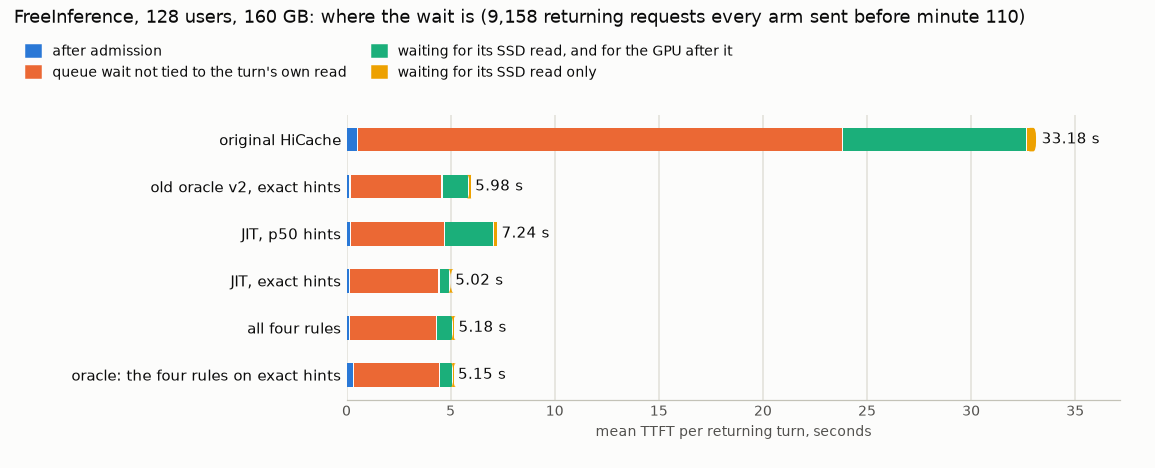 FreeInference, 128 users, 160 GB: where the wait is (9,158 returning requests every arm sent before minute 110)
after admission
waiting for its SSD read, and for the GPU after it
queue wait not tied to the turn's own read
waiting for its SSD read only
original HiCache
33.18 s
old oracle v2, exact hints
5.98 s
JIT, p50 hints
7.24 s
JIT, exact hints
5.02 s
all four rules
5.18 s
oracle: the four rules on exact hints
5.15 s
0 5 10 15 20 25 30 35
mean TTFT per returning turn, seconds